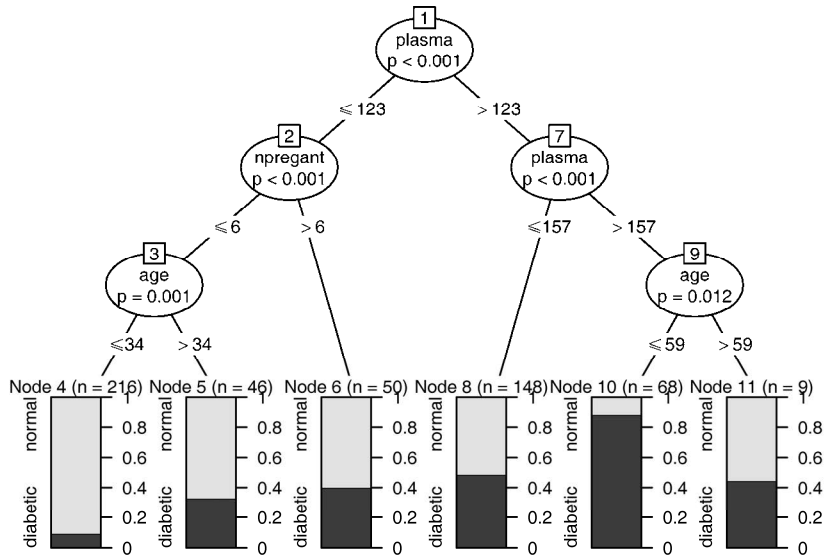 1
plasma
p < 0.001
⩽ 123
> 123
2
npregant
p < 0.001
7
plasma
p < 0.001
⩽ 6
> 6
⩽ 157
> 157
3
age
p = 0.001
9
age
p = 0.012
⩽ 34
> 34
⩽ 59
> 59
Node 4 (n = 216)
normal
diabetic
1
0.8
0.6
0.4
0.2
0
Node 5 (n = 46)
normal
diabetic
1
0.8
0.6
0.4
0.2
0
Node 6 (n = 50)
normal
diabetic
1
0.8
0.6
0.4
0.2
0
Node 8 (n = 148)
normal
diabetic
1
0.8
0.6
0.4
0.2
0
Node 10 (n = 68)
normal
diabetic
1
0.8
0.6
0.4
0.2
0
Node 11 (n = 9)
normal
diabetic
1
0.8
0.6
0.4
0.2
0